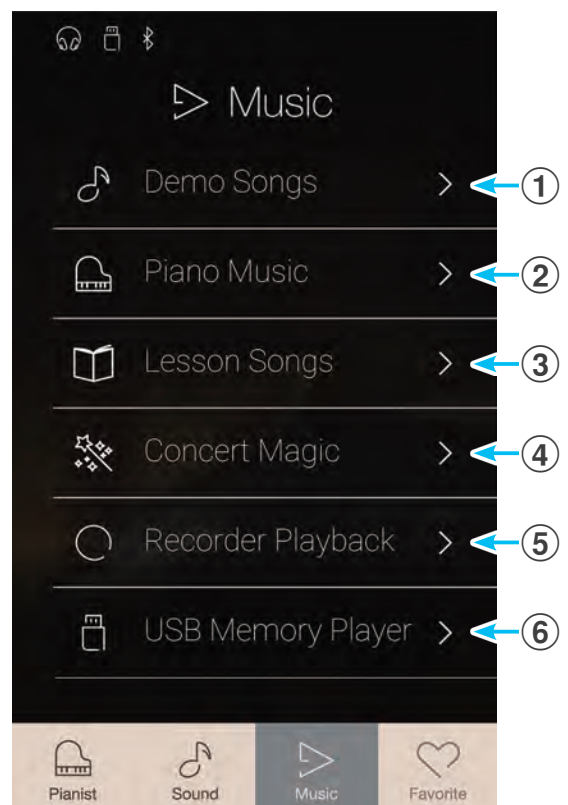 Music
Demo Songs
1
Piano Music
2
Lesson Songs
3
Concert Magic
4
Recorder Playback
5
USB Memory Player
6
Pianist Sound Music Favorite